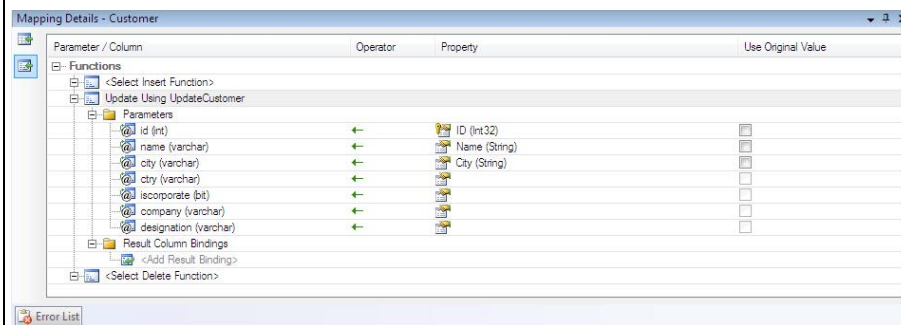 Mapping Details - Customer
Parameter / Column Operator Property Use Original Value
Functions
<Select Insert Function>
Update Using UpdateCustomer
Parameters
id (int) ← ID (Int32)
name (varchar) ← Name (String)
city (varchar) ← City (String)
ctry (varchar) ←
iscorporate (bit) ←
company (varchar) ←
designation (varchar) ←
Result Column Bindings
<Add Result Binding>
<Select Delete Function>
Error List